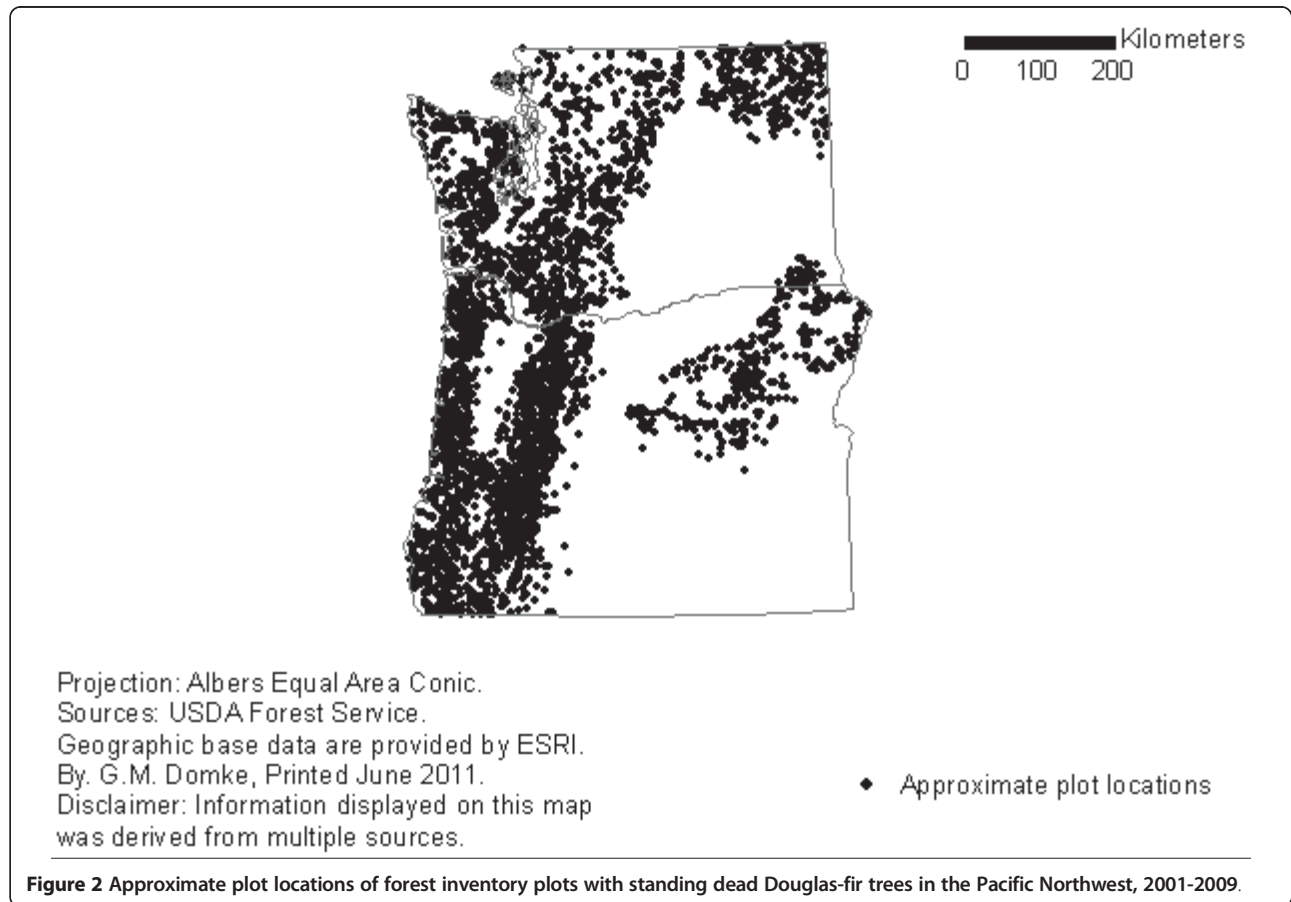 Kilometers
0 100 200
Projection: Albers Equal Area Conic.
Sources: USDA Forest Service.
Geographic base data are provided by ESRI.
By. G.M. Domke, Printed June 2011.
Disclaimer: Information displayed on this map
was derived from multiple sources.
Approximate plot locations
Figure 2 Approximate plot locations of forest inventory plots with standing dead Douglas-fir trees in the Pacific Northwest, 2001-2009.